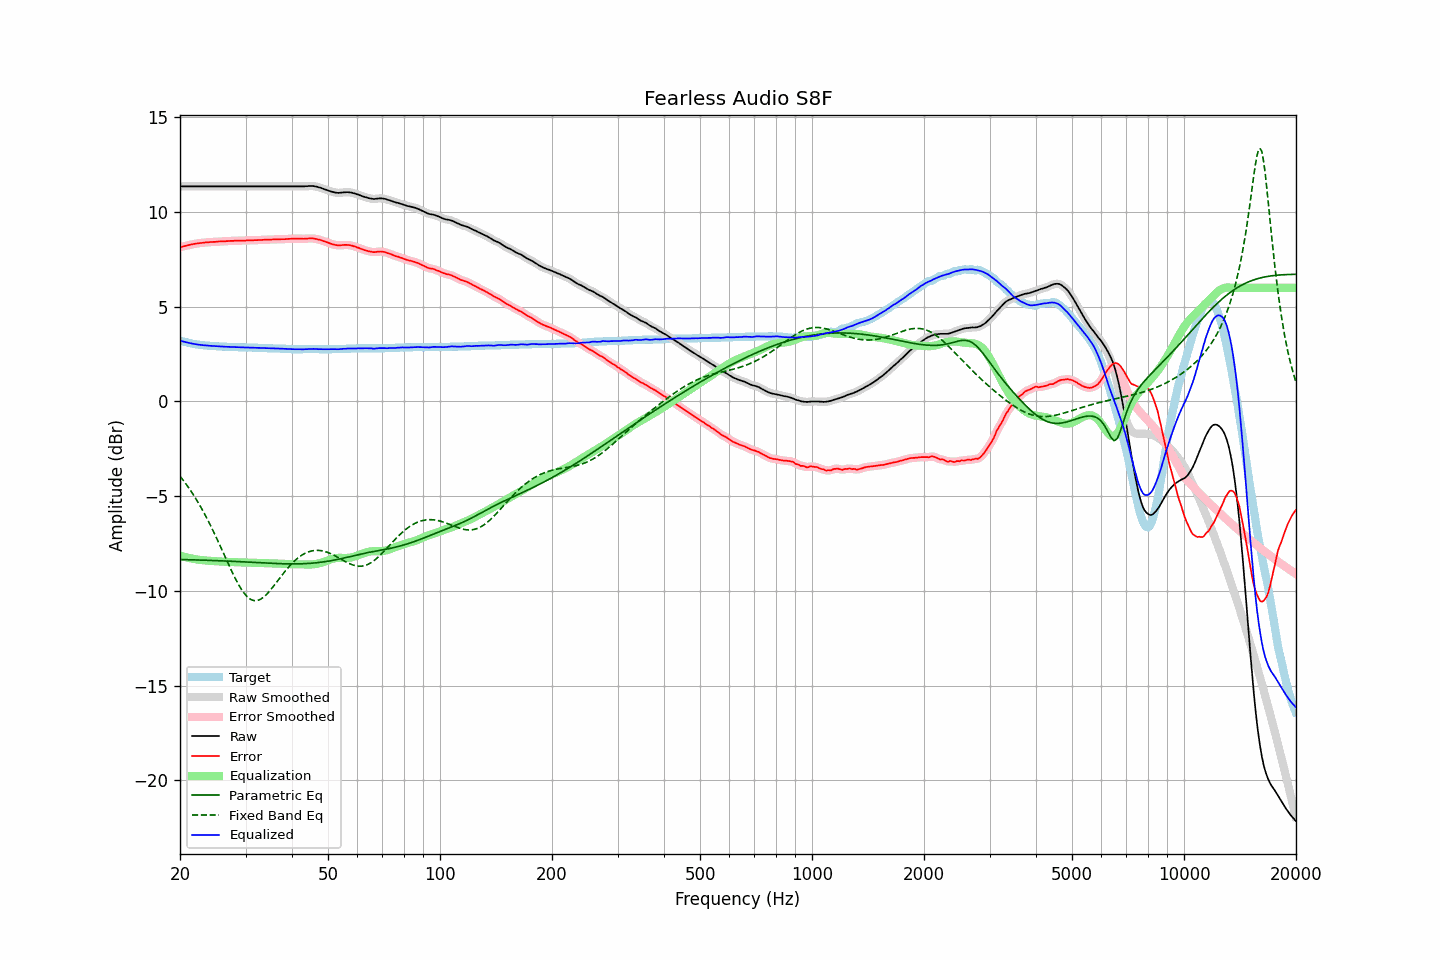 Fearless Audio S8F
15
10
5
0
−5
−10
−15
−20
Amplitude (dBr)
Target
Raw Smoothed
Error Smoothed
Raw
Error
Equalization
Parametric Eq
Fixed Band Eq
Equalized
20 50 100 200 500 1000 2000 5000 10000 20000
Frequency (Hz)